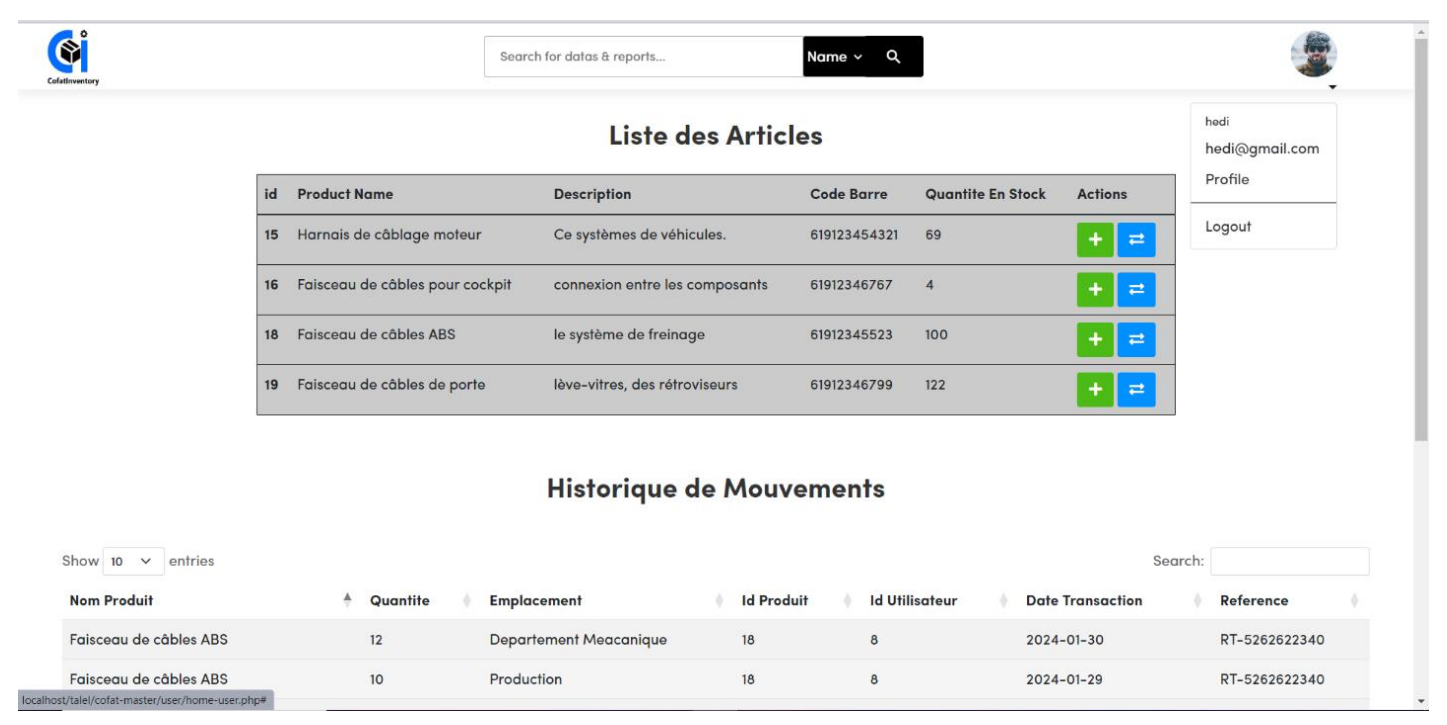 CofatInventory
Search for datas & reports... Name
hedi
hedi@gmail.com
Profile
Logout
Liste des Articles
id Product Name Description Code Barre Quantite En Stock Actions
15 Harnais de câblage moteur Ce systèmes de véhicules. 619123454321 69
16 Faisceau de câbles pour cockpit connexion entre les composants 61912346767 4
18 Faisceau de câbles ABS le système de freinage 61912345523 100
19 Faisceau de câbles de porte lève-vitres, des rétroviseurs 61912346799 122
Historique de Mouvements
Show 10 entries Search:
Nom Produit Quantite Emplacement Id Produit Id Utilisateur Date Transaction Reference
Faisceau de câbles ABS 12 Departement Meacanique 18 8 2024-01-30 RT-5262622340
Faisceau de câbles ABS 10 Production 18 8 2024-01-29 RT-5262622340
localhost/talel/cofat-master/user/home-user.php#